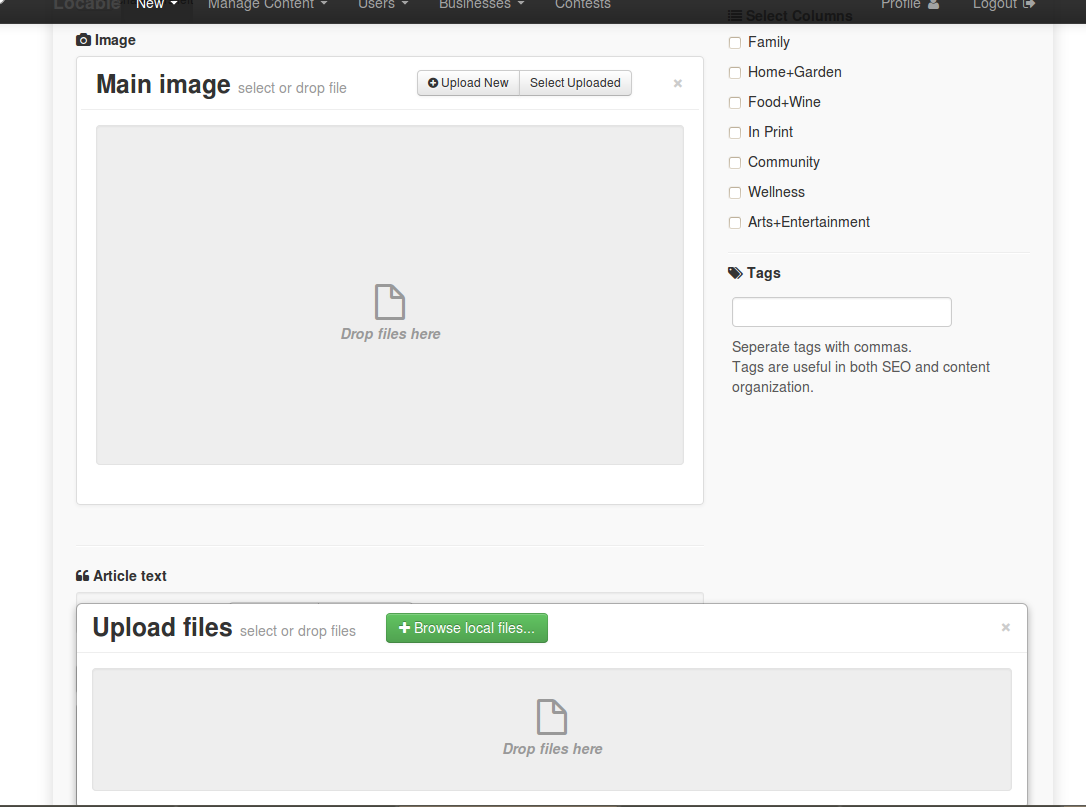 Locable New Manage Content Users Businesses Contests Profile Logout
Image
Main image select or drop file Upload New Select Uploaded ×
Drop files here
Article text
Upload files select or drop files Browse local files... ×
Drop files here
Select Columns
Family
Home+Garden
Food+Wine
In Print
Community
Wellness
Arts+Entertainment
Tags
Seperate tags with commas.
Tags are useful in both SEO and content
organization.